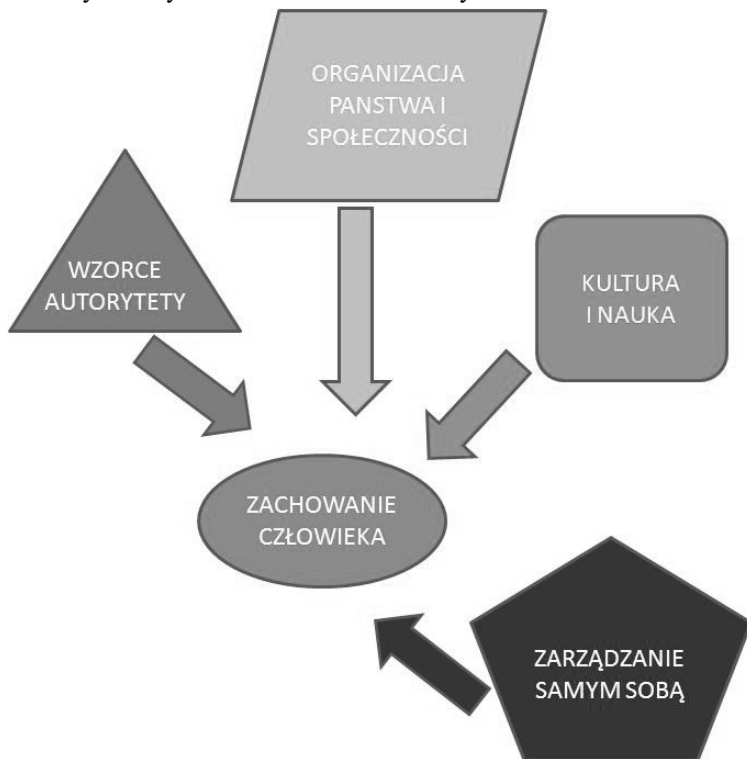 ORGANIZACJA
PANSTWA I
SPOŁECZNOŚCI
WZORCE
AUTORYTETY
KULTURA
I NAUKA
ZACHOWANIE
CZŁOWIEKA
ZARZĄDZANIE
SAMYM SOBĄ